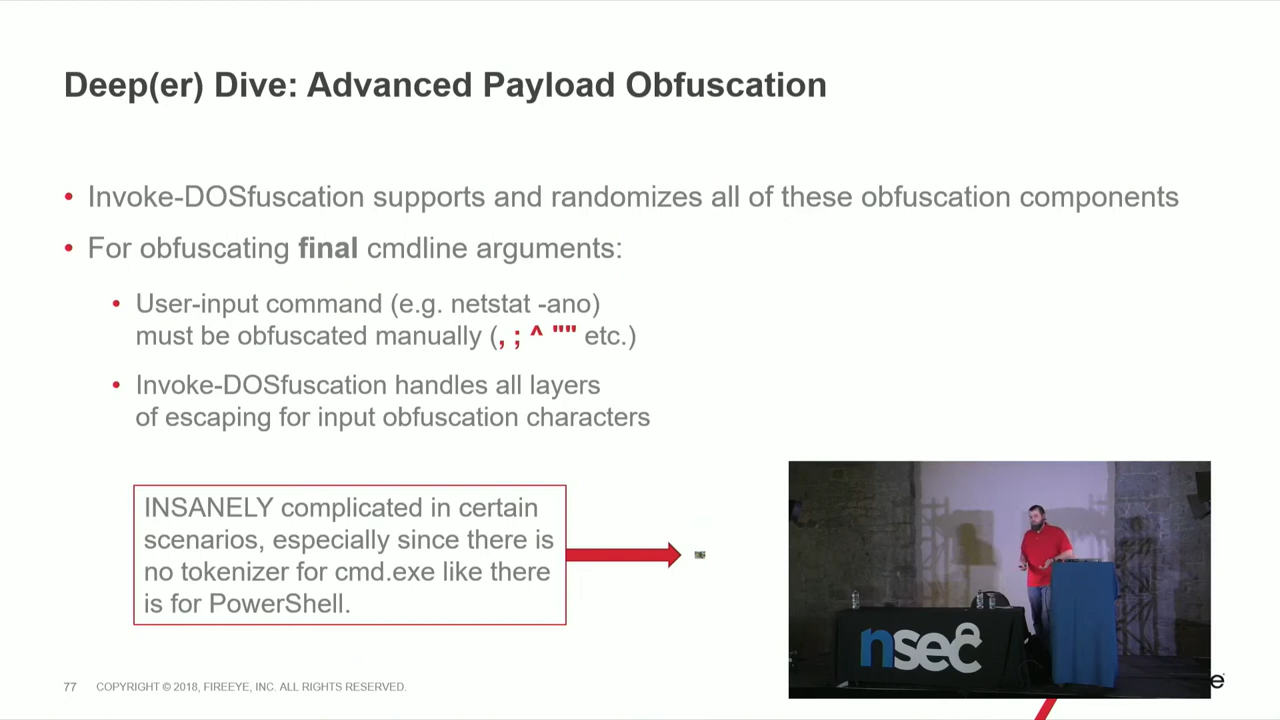 Deep(er) Dive: Advanced Payload Obfuscation
• Invoke-DOSfuscation supports and randomizes all of these obfuscation components
• For obfuscating final cmdline arguments:
• User-input command (e.g. netstat -ano)
must be obfuscated manually (, ; ^ "" etc.)
• Invoke-DOSfuscation handles all layers
of escaping for input obfuscation characters
INSANELY complicated in certain
scenarios, especially since there is
no tokenizer for cmd.exe like there
is for PowerShell.
nsec
77 COPYRIGHT © 2018, FIREEYE, INC. ALL RIGHTS RESERVED.